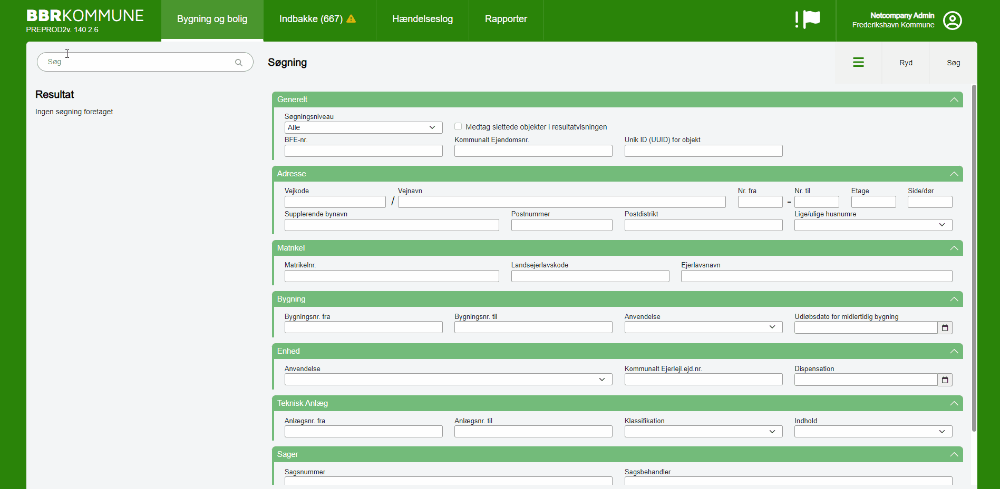 BBRKOMMUNE
PREPROD2v. 140 2.6
Bygning og bolig
Indbakke (667)
Hændelseslog
Rapporter
Netcompany Admin
Frederikshavn Kommune
Søg
Søgning
Ryd
Søg
Resultat
Ingen søgning foretaget
Generelt
Søgningsniveau
Alle
Medtag slettede objekter i resultatvisningen
BFE-nr.
Kommunalt Ejendomsnr.
Unik ID (UUID) for objekt
Adresse
Vejkode
Vejnavn
Nr. fra
Nr. til
Etage
Side/dør
/
-
Supplerende bynavn
Postnummer
Postdistrikt
Lige/ulige husnumre
Matrikel
Matrikelnr.
Landsejerlavskode
Ejerlavsnavn
Bygning
Bygningsnr. fra
Bygningsnr. til
Anvendelse
Udløbsdato for midlertidig bygning
Enhed
Anvendelse
Kommunalt Ejerlejl.ejd.nr.
Dispensation
Teknisk Anlæg
Anlægsnr. fra
Anlægsnr. til
Klassifikation
Indhold
Sager
Sagsnummer
Sagsbehandler